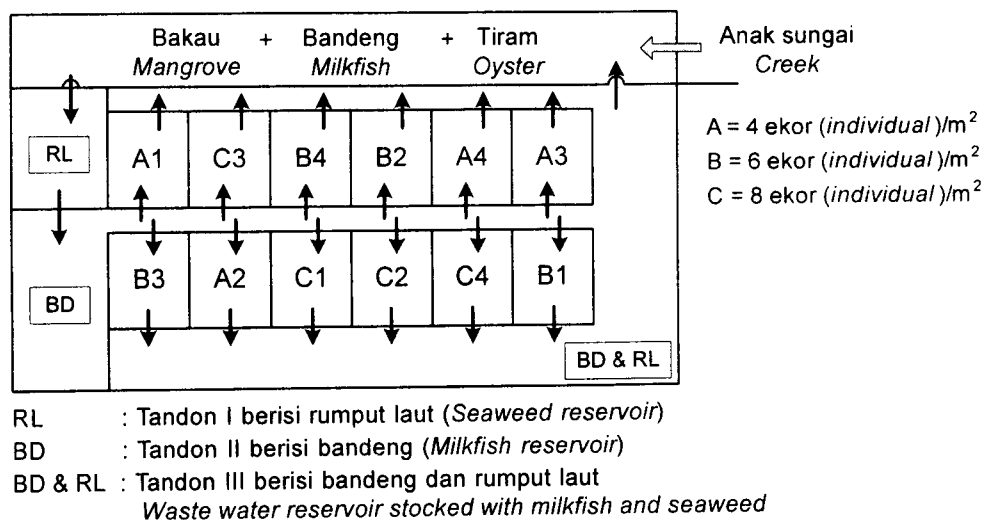 Bakau + Bandeng + Tiram
Mangrove Milkfish Oyster
Anak sungai
Creek
RL
A1 C3 B4 B2 A4 A3
A = 4 ekor (individual)/m²
B = 6 ekor (individual)/m²
C = 8 ekor (individual)/m²
BD
B3 A2 C1 C2 C4 B1
BD & RL
RL : Tandon I berisi rumput laut (Seaweed reservoir)
BD : Tandon II berisi bandeng (Milkfish reservoir)
BD & RL : Tandon III berisi bandeng dan rumput laut
Waste water reservoir stocked with milkfish and seaweed